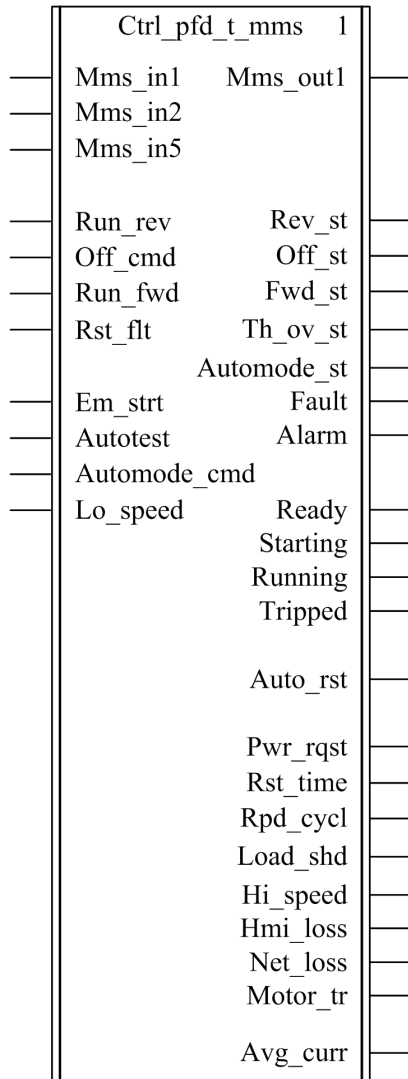 Ctrl_pfd_t_mms 1
Mms_in1 Mms_out1
Mms_in2
Mms_in5
Run_rev Rev_st
Off_cmd Off_st
Run_fwd Fwd_st
Rst_flt Th_ov_st
Automode_st
Em_strt Fault
Autotest Alarm
Automode_cmd
Lo_speed Ready
Starting
Running
Tripped
Auto_rst
Pwr_rqst
Rst_time
Rpd_cycl
Load_shd
Hi_speed
Hmi_loss
Net_loss
Motor_tr
Avg_curr